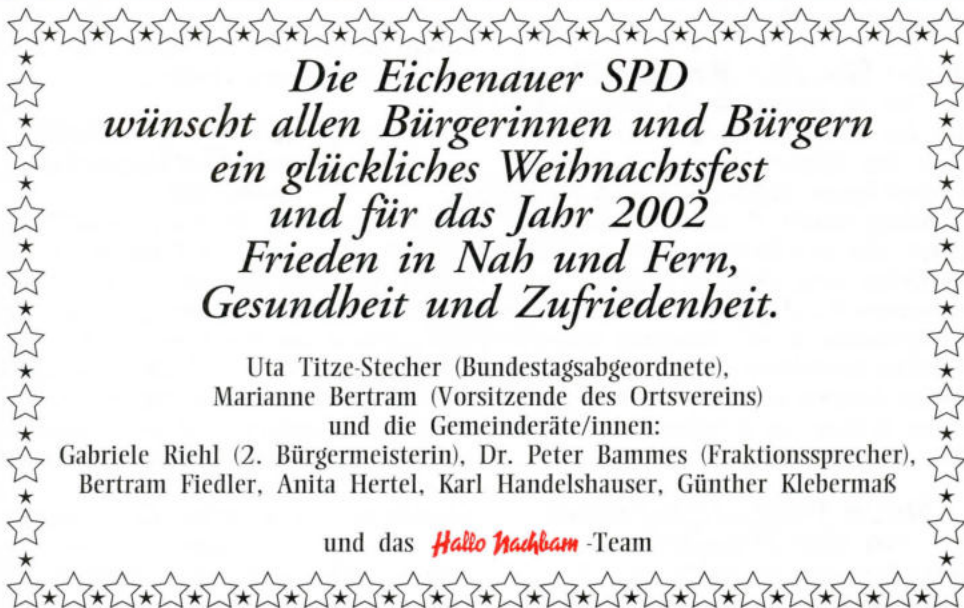 Die Eichenauer SPD
wünscht allen Bürgerinnen und Bürgern
ein glückliches Weihnachtsfest
und für das Jahr 2002
Frieden in Nah und Fern,
Gesundheit und Zufriedenheit.
Uta Titze-Stecher (Bundestagsabgeordnete),
Marianne Bertram (Vorsitzende des Ortsvereins)
und die Gemeinderäte/innen:
Gabriele Riehl (2. Bürgermeisterin), Dr. Peter Bammes (Fraktionssprecher),
Bertram Fiedler, Anita Hertel, Karl Handelshauser, Günther Klebermaß
und das Hallo Nachbarn -Team